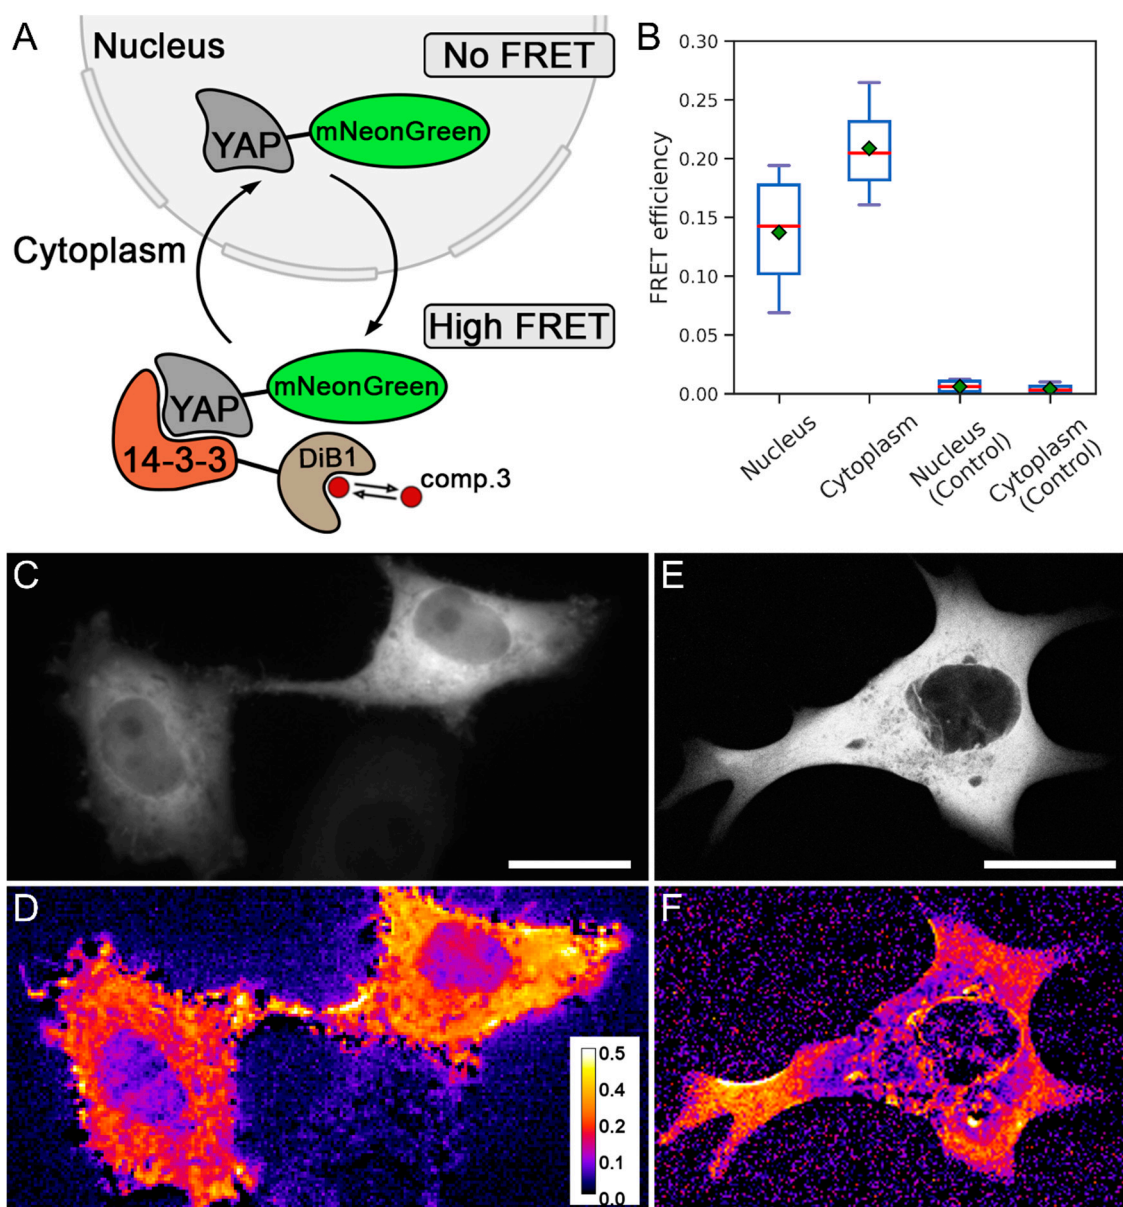 A
Nucleus
No FRET
YAP
mNeonGreen
Cytoplasm
High FRET
YAP
mNeonGreen
14-3-3
DiB1
comp.3
B
FRET efficiency
0.30
0.25
0.20
0.15
0.10
0.05
0.00
Nucleus
Cytoplasm
Nucleus
(Control)
Cytoplasm
(Control)
C
E
D
0.5
0.4
0.2
0.1
0.0
F